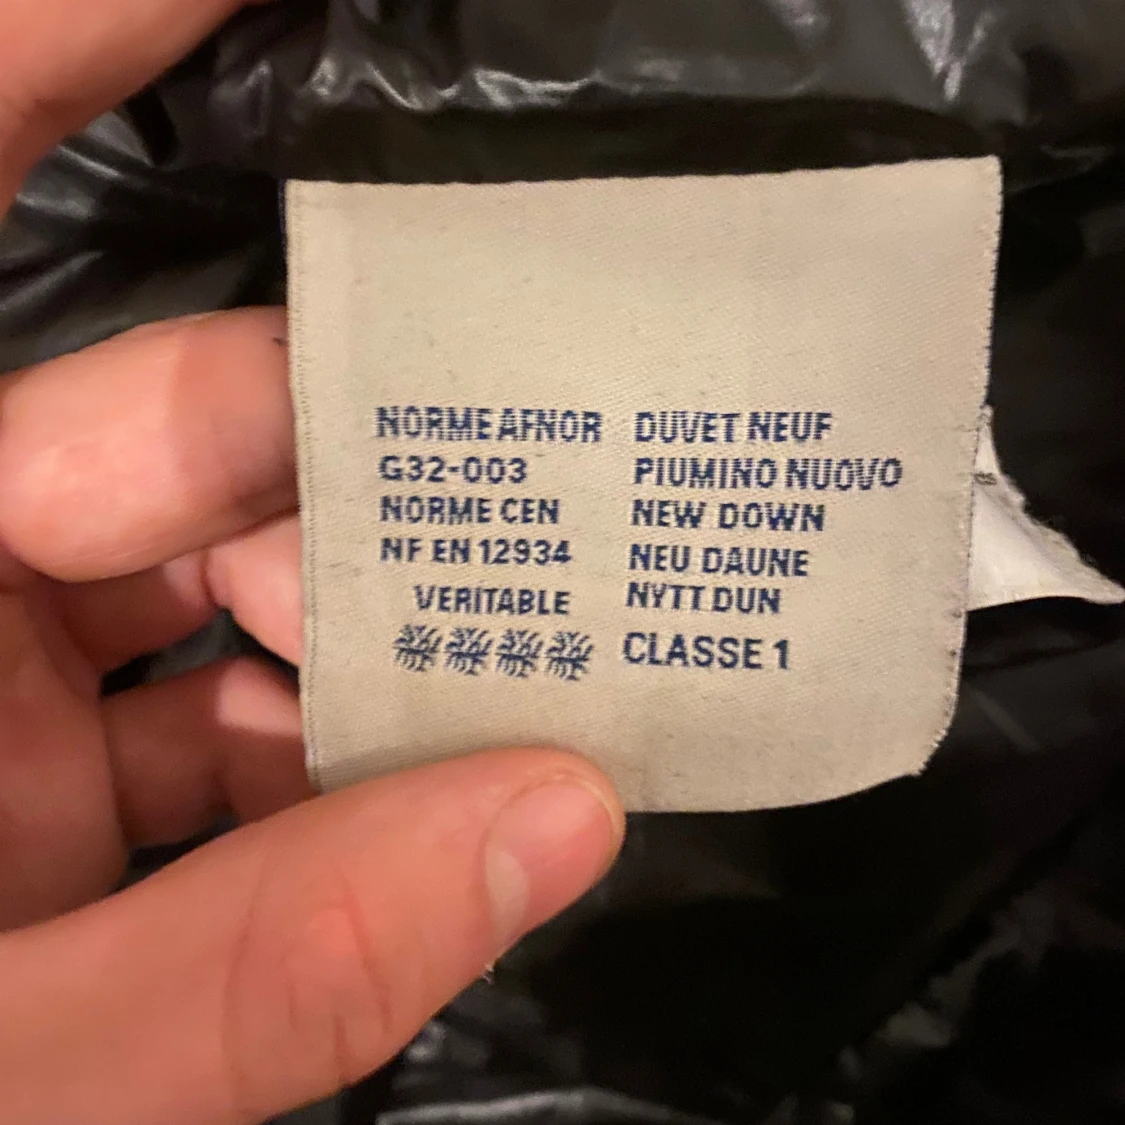 NORME AFNOR
G32-003
NORME CEN
NF EN 12934
VERITABLE
DUVET NEUF
PIUMINO NUOVO
NEW DOWN
NEU DAUNE
NYTT DUN
CLASSE 1